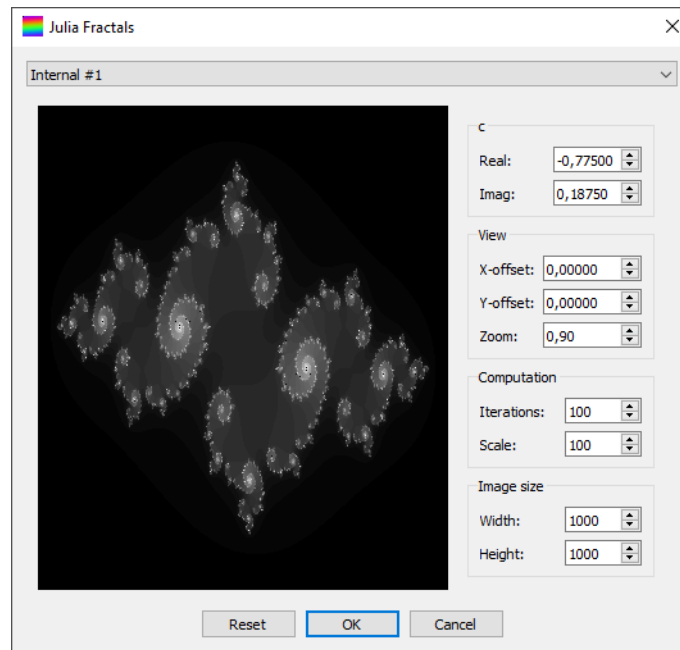 Julia Fractals
Internal #1
c
Real: -0,77500
Imag: 0,18750
View
X-offset: 0,00000
Y-offset: 0,00000
Zoom: 0,90
Computation
Iterations: 100
Scale: 100
Image size
Width: 1000
Height: 1000
Reset OK Cancel